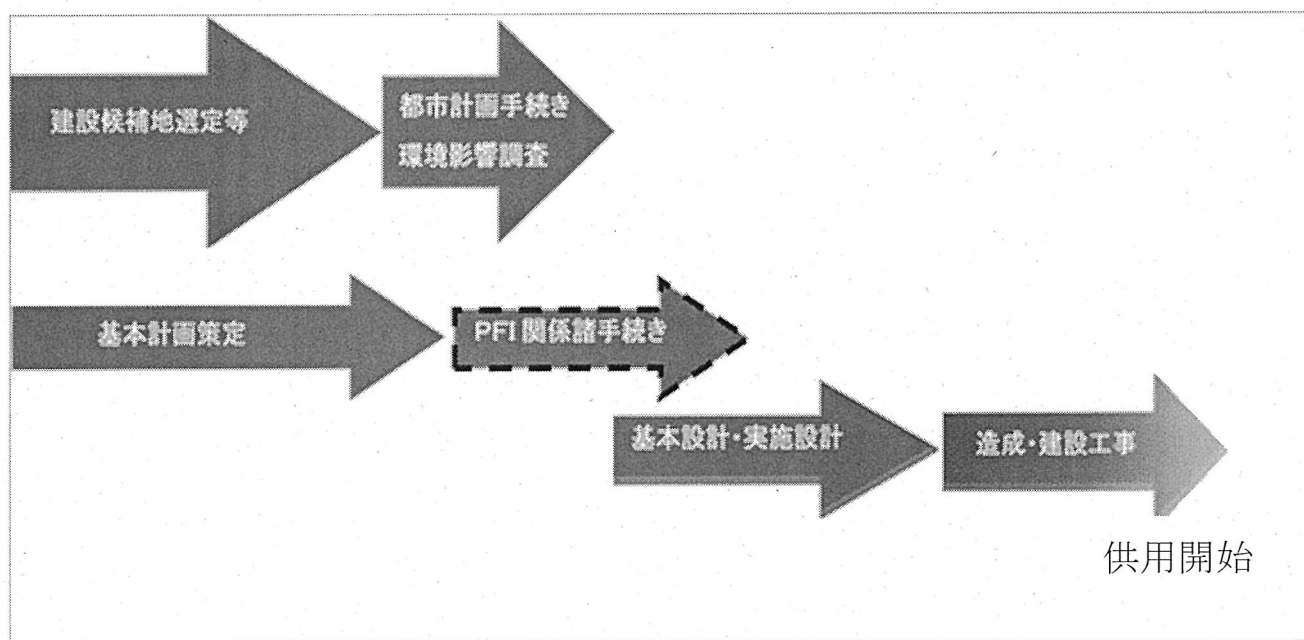 建設候補地選定等
都市計画手続き
環境影響調査
基本計画策定
PFI関係諸手続き
基本設計・実施設計
造成・建設工事
供用開始